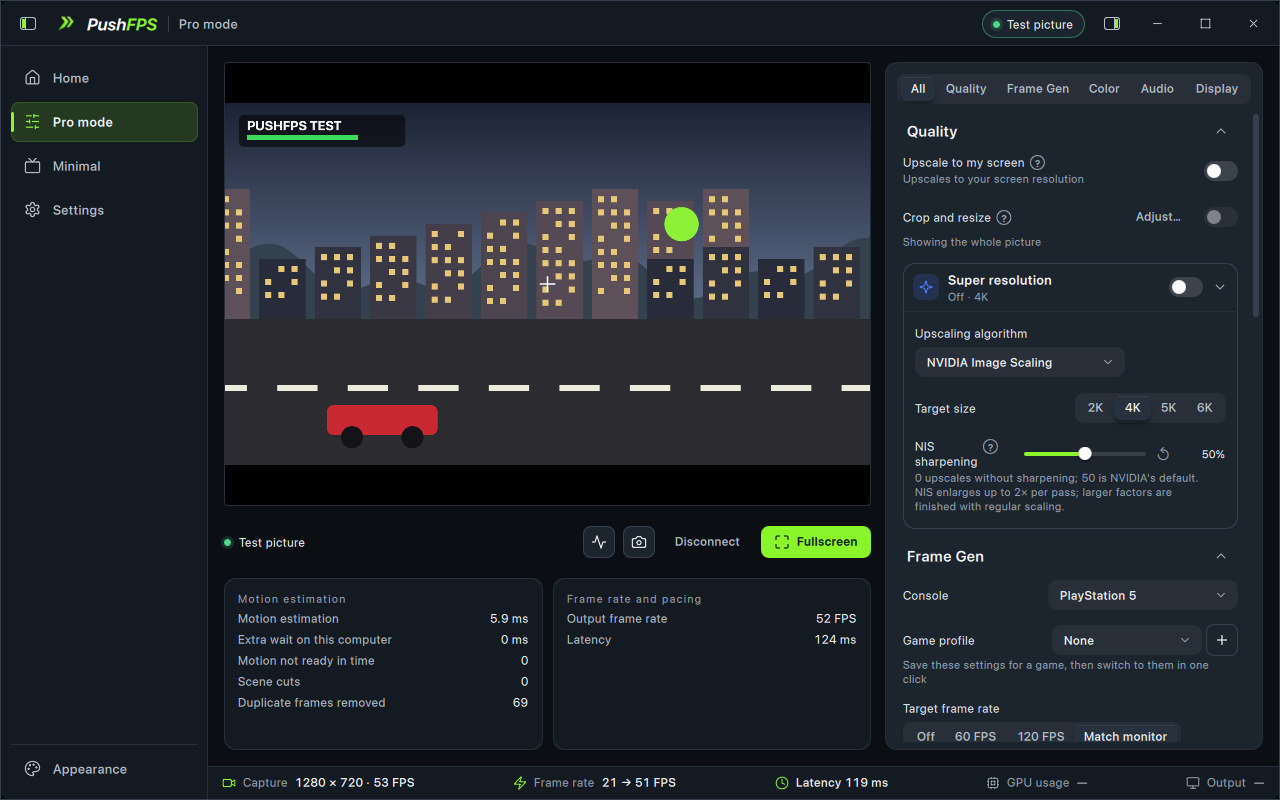 PushFPS
Pro mode
Test picture
Home
Pro mode
Minimal
Settings
Appearance
PUSHFPS TEST
Test picture
Disconnect
Fullscreen
Motion estimation
Motion estimation 5.9 ms
Extra wait on this computer 0 ms
Motion not ready in time 0
Scene cuts 0
Duplicate frames removed 69
Frame rate and pacing
Output frame rate 52 FPS
Latency 124 ms
All Quality Frame Gen Color Audio Display
Quality
Upscale to my screen ?
Upscales to your screen resolution
Crop and resize ? Adjust...
Showing the whole picture
Super resolution
Off · 4K
Upscaling algorithm
NVIDIA Image Scaling
Target size 2K 4K 5K 6K
NIS
sharpening ? 50%
0 upscales without sharpening; 50 is NVIDIA's default.
NIS enlarges up to 2× per pass; larger factors are
finished with regular scaling.
Frame Gen
Console PlayStation 5
Game profile None
Save these settings for a game, then switch to them in one
click
Target frame rate
Off 60 FPS 120 FPS Match monitor
Capture 1280 × 720 · 53 FPS
Frame rate 21 → 51 FPS
Latency 119 ms
GPU usage —
Output —